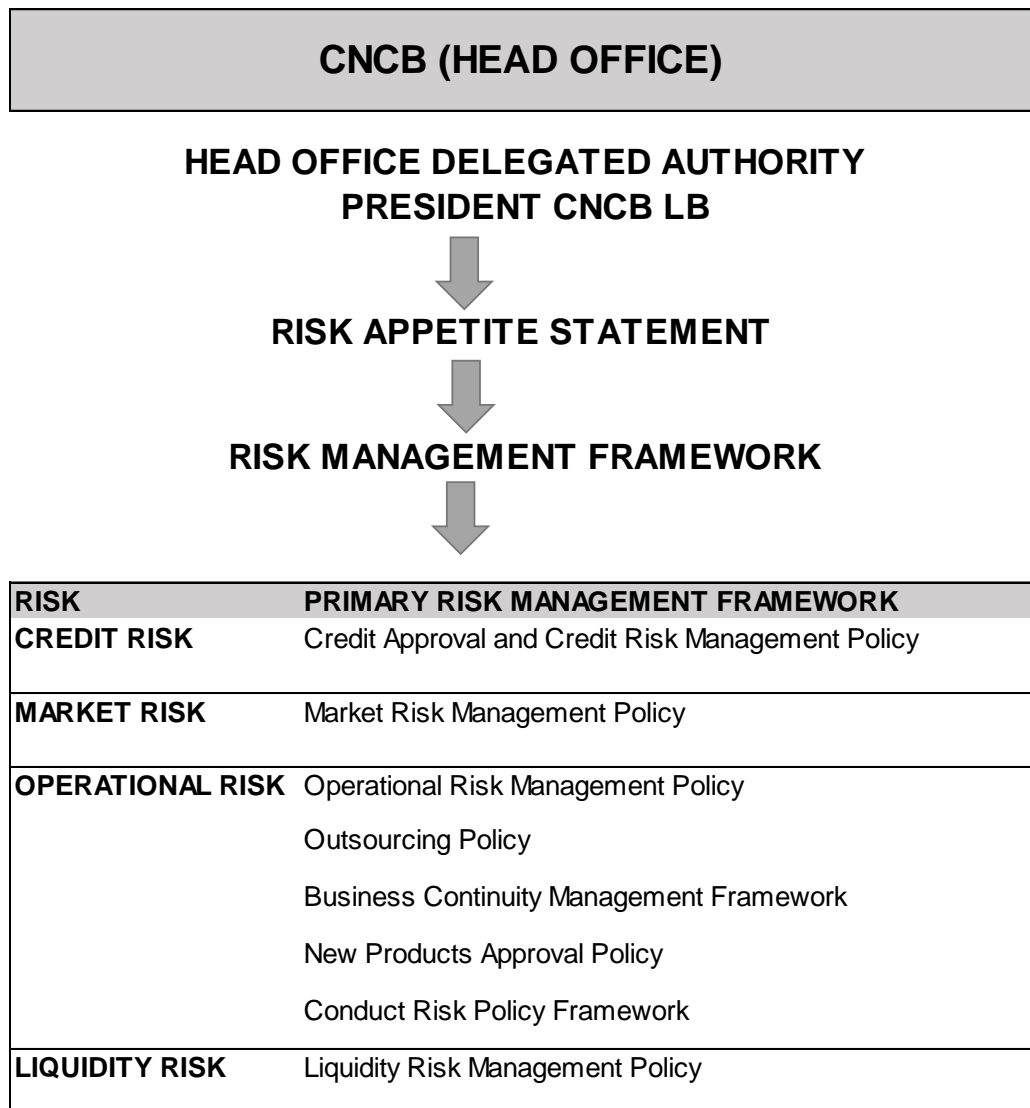 CNCB (HEAD OFFICE)
HEAD OFFICE DELEGATED AUTHORITY
PRESIDENT CNCB LB
RISK APPETITE STATEMENT
RISK MANAGEMENT FRAMEWORK
RISK PRIMARY RISK MANAGEMENT FRAMEWORK
CREDIT RISK Credit Approval and Credit Risk Management Policy
MARKET RISK Market Risk Management Policy
OPERATIONAL RISK Operational Risk Management Policy
Outsourcing Policy
Business Continuity Management Framework
New Products Approval Policy
Conduct Risk Policy Framework
LIQUIDITY RISK Liquidity Risk Management Policy